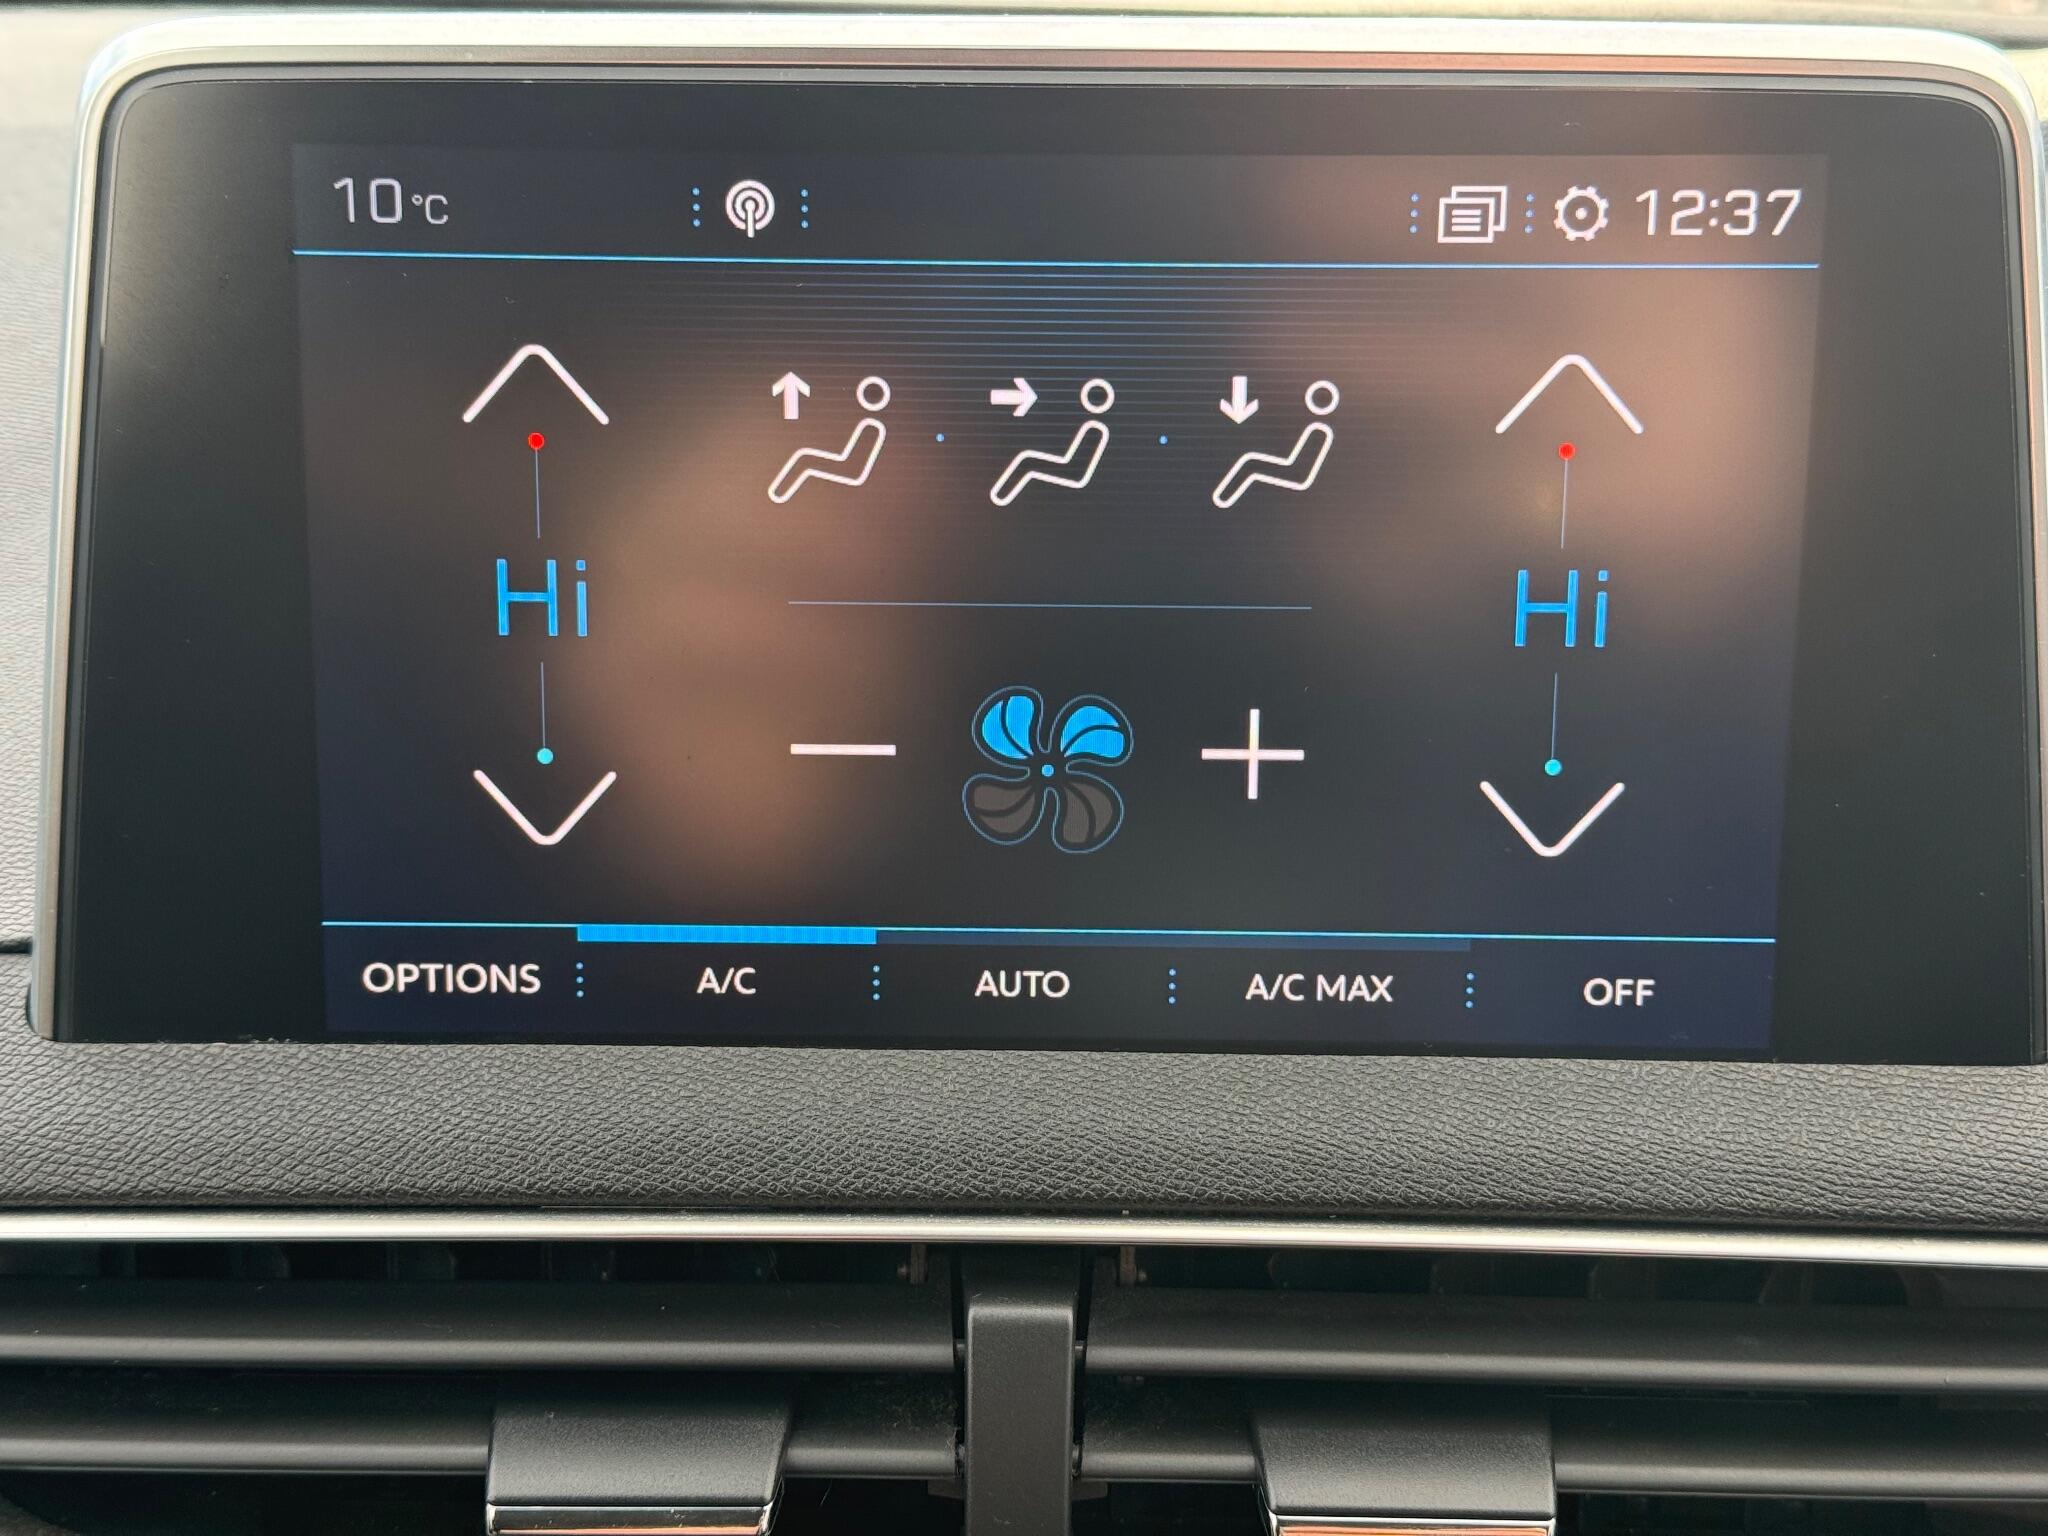 10 °C 12:37
Hi Hi
OPTIONS A/C AUTO A/C MAX OFF